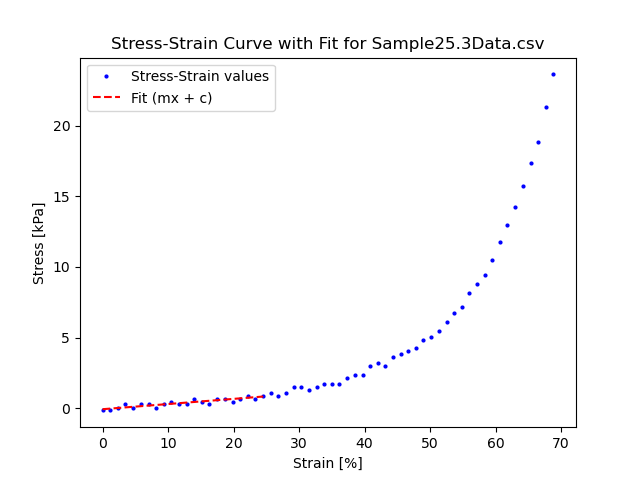 Stress-Strain Curve with Fit for Sample25.3Data.csv
Stress-Strain values
Fit (mx + c)
20
15
10
5
0
Stress [kPa]
0 10 20 30 40 50 60 70
Strain [%]